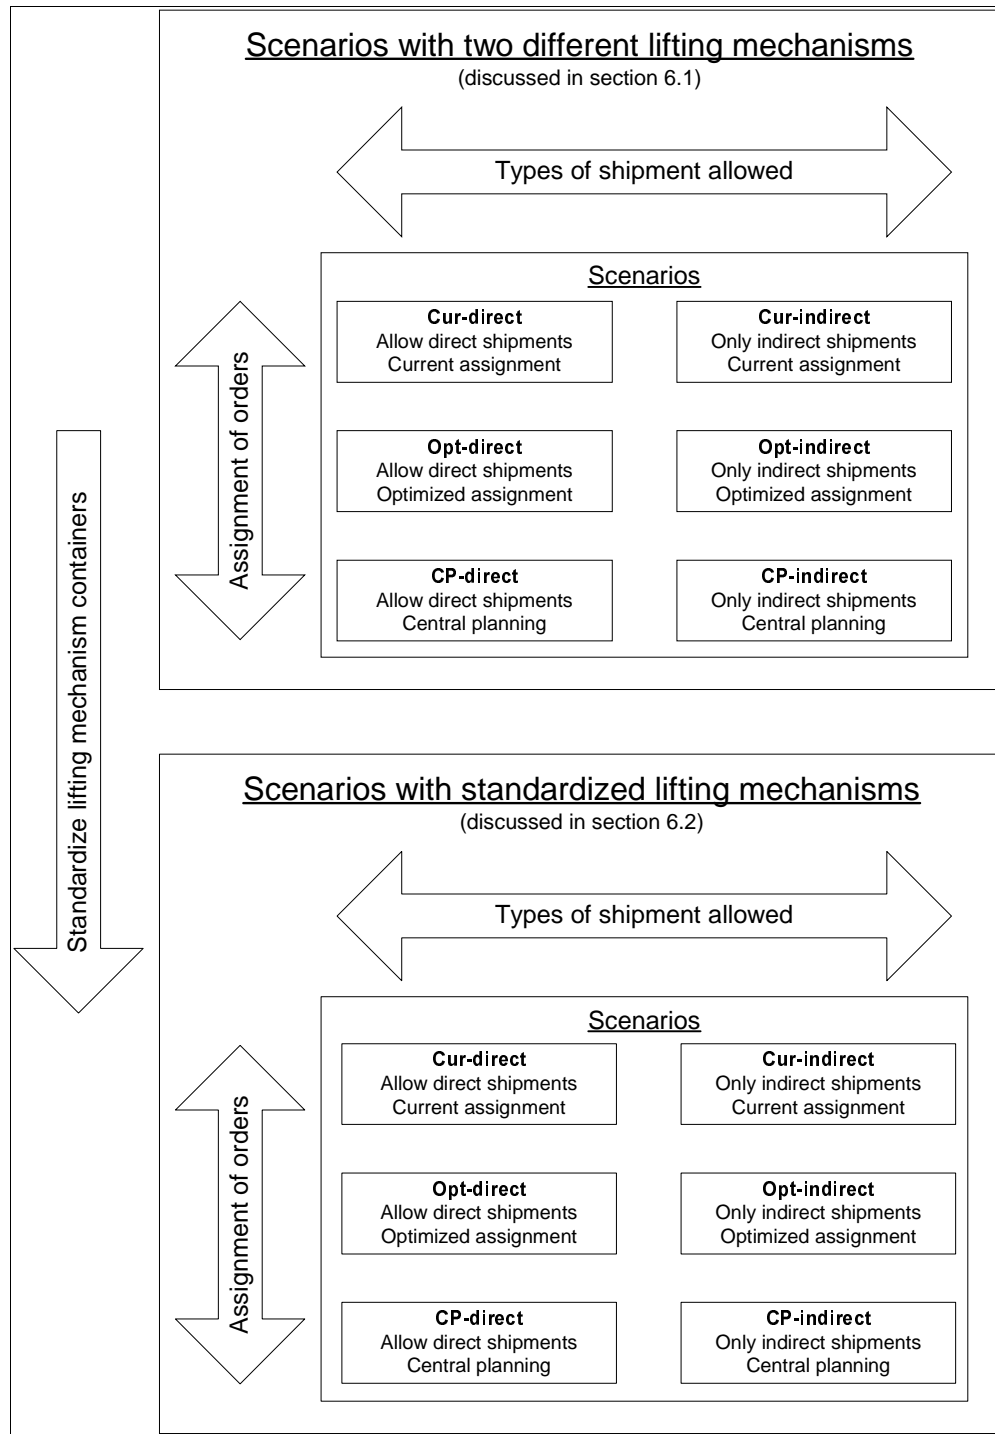 Scenarios with two different lifting mechanisms
(discussed in section 6.1)
Types of shipment allowed
Assignment of orders
Scenarios
Cur-direct
Allow direct shipments
Current assignment
Cur-indirect
Only indirect shipments
Current assignment
Opt-direct
Allow direct shipments
Optimized assignment
Opt-indirect
Only indirect shipments
Optimized assignment
CP-direct
Allow direct shipments
Central planning
CP-indirect
Only indirect shipments
Central planning
Standardize lifting mechanism containers
Scenarios with standardized lifting mechanisms
(discussed in section 6.2)
Types of shipment allowed
Assignment of orders
Scenarios
Cur-direct
Allow direct shipments
Current assignment
Cur-indirect
Only indirect shipments
Current assignment
Opt-direct
Allow direct shipments
Optimized assignment
Opt-indirect
Only indirect shipments
Optimized assignment
CP-direct
Allow direct shipments
Central planning
CP-indirect
Only indirect shipments
Central planning